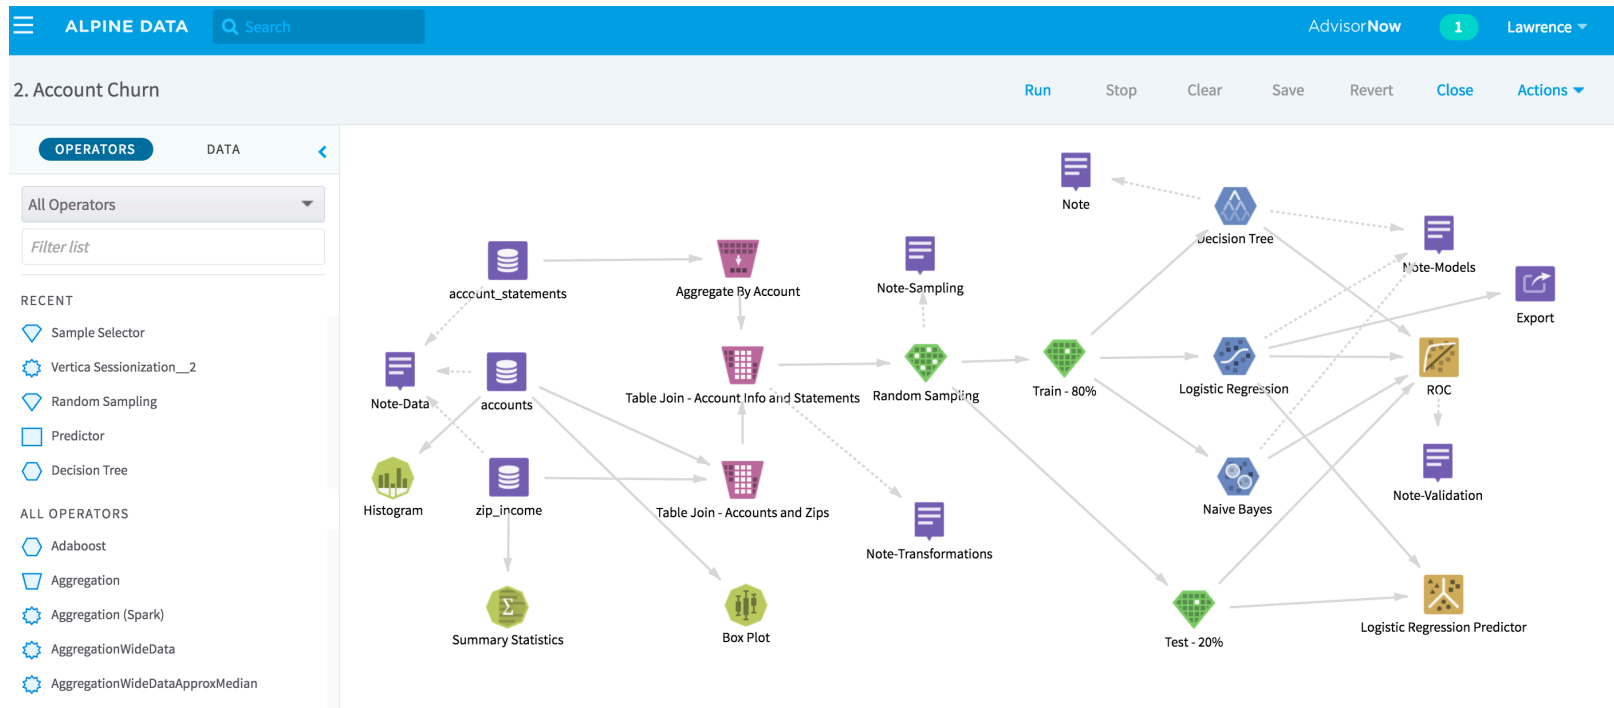 ALPINE DATA
Search
AdvisorNow
1
Lawrence
2. Account Churn
Run
Stop
Clear
Save
Revert
Close
Actions
OPERATORS
DATA
All Operators
Filter list
RECENT
Sample Selector
Vertica Sessionization__2
Random Sampling
Predictor
Decision Tree
ALL OPERATORS
Adaboost
Aggregation
Aggregation (Spark)
AggregationWideData
AggregationWideDataApproxMedian
Note
Decision Tree
Note-Models
account_statements
Aggregate By Account
Note-Sampling
Export
Note-Data
accounts
Table Join - Account Info and Statements
Random Sampling
Train - 80%
Logistic Regression
ROC
Histogram
zip_income
Table Join - Accounts and Zips
Note-Transformations
Naive Bayes
Note-Validation
Summary Statistics
Box Plot
Test - 20%
Logistic Regression Predictor